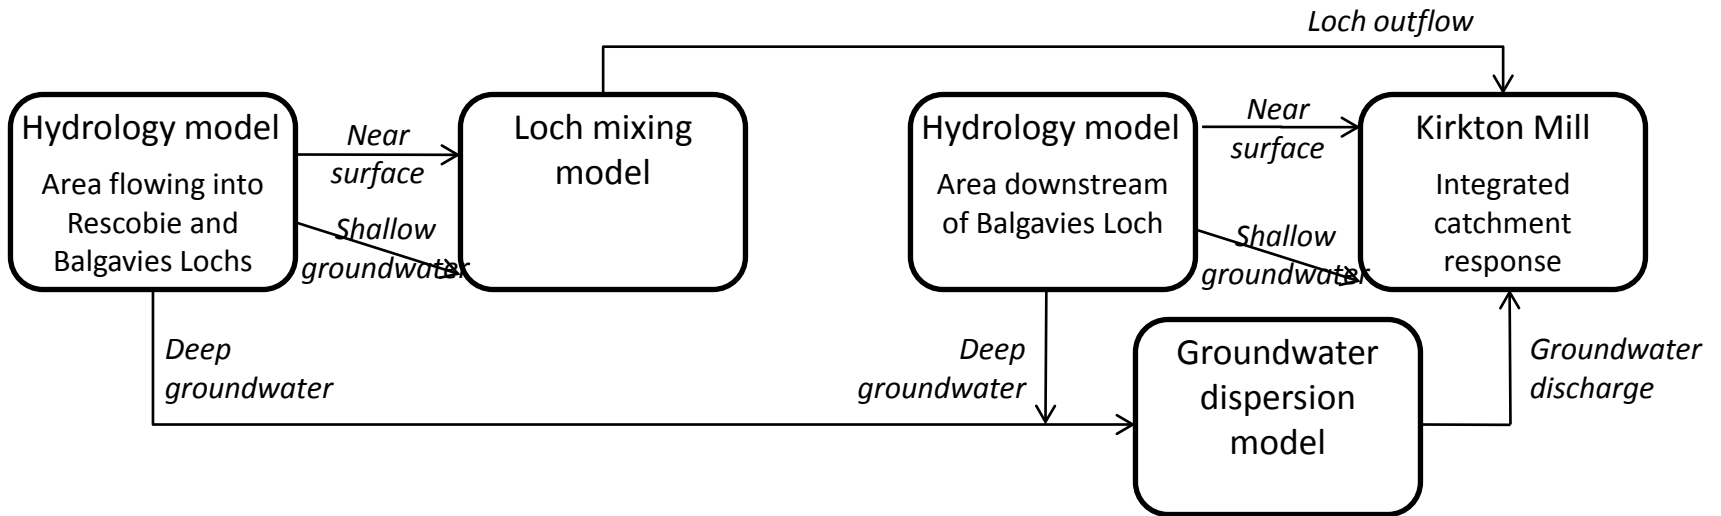 Loch outflow
Hydrology model
Area flowing into
Rescobie and
Balgavies Lochs
Near
surface
Shallow
groundwater
Loch mixing
model
Hydrology model
Area downstream
of Balgavies Loch
Near
surface
Shallow
groundwater
Kirkton Mill
Integrated
catchment
response
Deep
groundwater
Deep
groundwater
Groundwater
dispersion
model
Groundwater
discharge